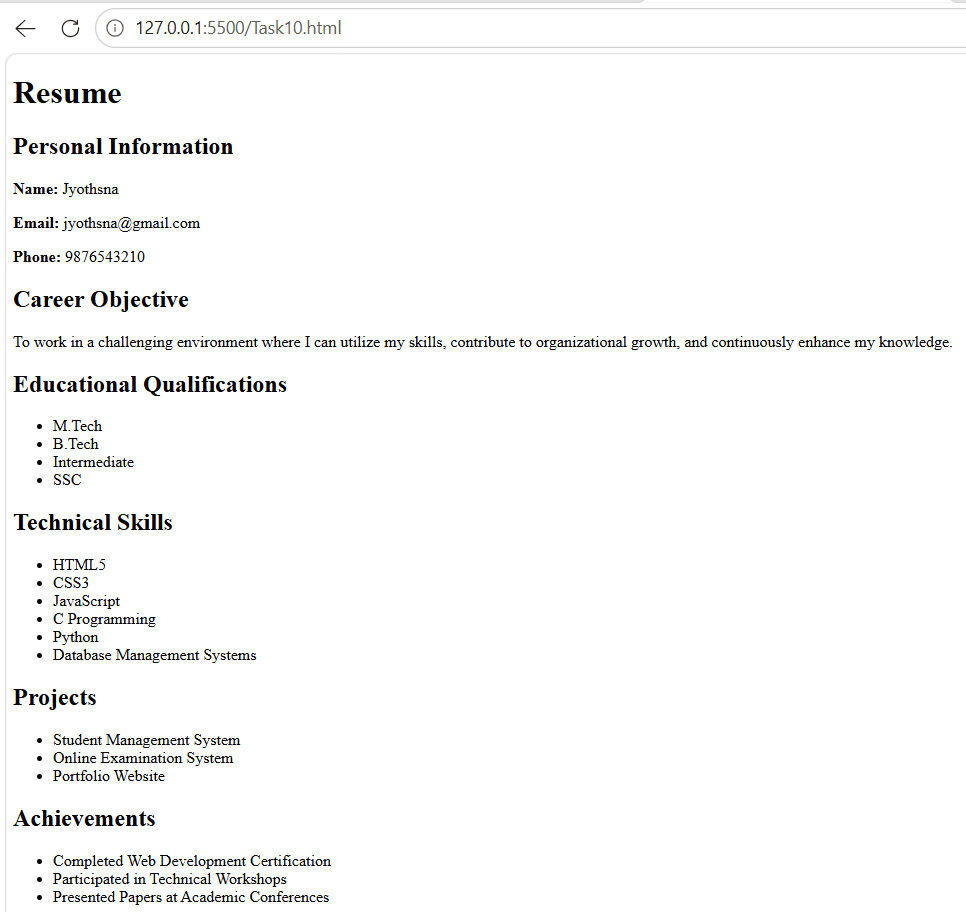 127.0.0.1:5500/Task10.html
Resume
Personal Information
Name: Jyothsna
Email: jyothsna@gmail.com
Phone: 9876543210
Career Objective
To work in a challenging environment where I can utilize my skills, contribute to organizational growth, and continuously enhance my knowledge.
Educational Qualifications
• M.Tech
• B.Tech
• Intermediate
• SSC
Technical Skills
• HTML5
• CSS3
• JavaScript
• C Programming
• Python
• Database Management Systems
Projects
• Student Management System
• Online Examination System
• Portfolio Website
Achievements
• Completed Web Development Certification
• Participated in Technical Workshops
• Presented Papers at Academic Conferences